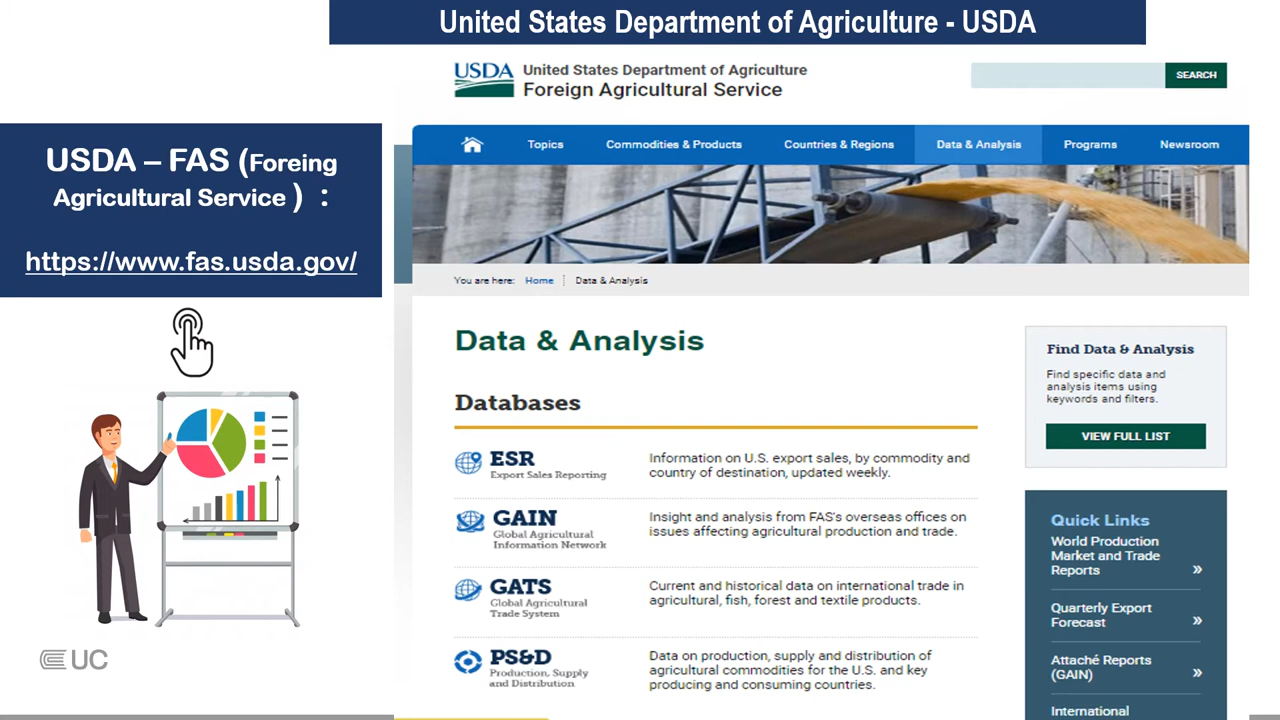 United States Department of Agriculture - USDA
USDA – FAS (Foreing
Agricultural Service ) :
https://www.fas.usda.gov/
UC
USDA
United States Department of Agriculture
Foreign Agricultural Service
SEARCH
Topics
Commodities & Products
Countries & Regions
Data & Analysis
Programs
Newsroom
You are here: Home Data & Analysis
Data & Analysis
Databases
ESR
Export Sales Reporting
Information on U.S. export sales, by commodity and
country of destination, updated weekly.
GAIN
Global Agricultural
Information Network
Insight and analysis from FAS's overseas offices on
issues affecting agricultural production and trade.
GATS
Global Agricultural
Trade System
Current and historical data on international trade in
agricultural, fish, forest and textile products.
PS&D
Production, Supply
and Distribution
Data on production, supply and distribution of
agricultural commodities for the U.S. and key
producing and consuming countries.
Find Data & Analysis
Find specific data and
analysis items using
keywords and filters.
VIEW FULL LIST
Quick Links
World Production
Market and Trade
Reports »
Quarterly Export
Forecast »
Attaché Reports
(GAIN) »
International